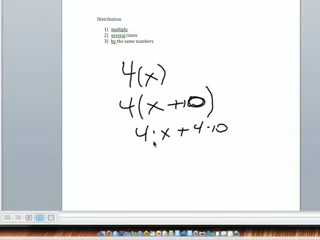 Distribution
1) multiply
2) several times
3) by the same numbers
4(x)
4(x+10)
4·x+4·10